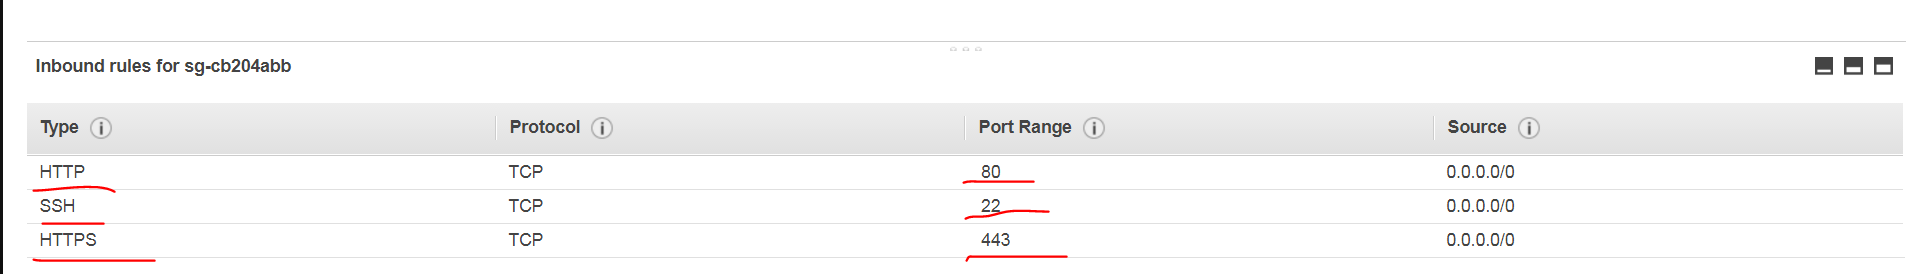 Inbound rules for sg-cb204abb
Type Protocol Port Range Source
HTTP TCP 80 0.0.0.0/0
SSH TCP 22 0.0.0.0/0
HTTPS TCP 443 0.0.0.0/0